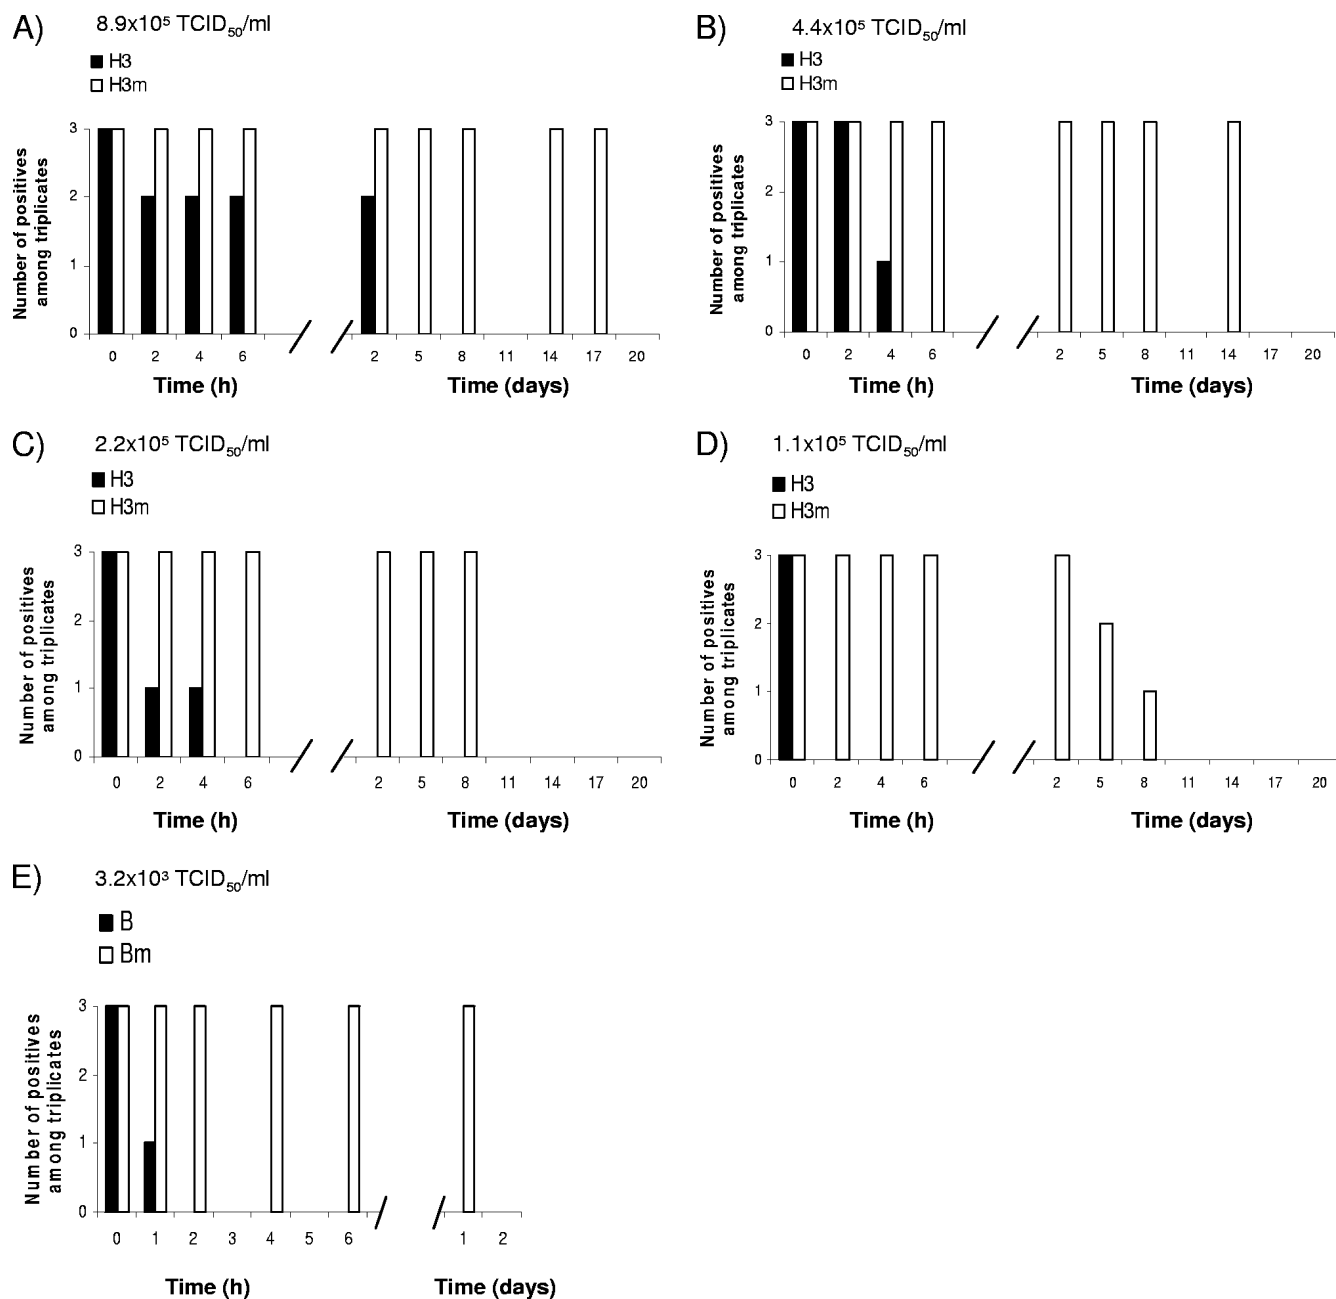 A)
8.9x10⁵ TCID₅₀/ml
H3
H3m
Number of positives
among triplicates
3
2
1
0
0 2 4 6 2 5 8 11 14 17 20
Time (h) Time (days)
B)
4.4x10⁵ TCID₅₀/ml
H3
H3m
Number of positives
among triplicates
3
2
1
0
0 2 4 6 2 5 8 11 14 17 20
Time (h) Time (days)
C)
2.2x10⁵ TCID₅₀/ml
H3
H3m
Number of positives
among triplicates
3
2
1
0
0 2 4 6 2 5 8 11 14 17 20
Time (h) Time (days)
D)
1.1x10⁵ TCID₅₀/ml
H3
H3m
Number of positives
among triplicates
3
2
1
0
0 2 4 6 2 5 8 11 14 17 20
Time (h) Time (days)
E)
3.2x10³ TCID₅₀/ml
B
Bm
Number of positives
among triplicates
3
2
1
0
0 1 2 3 4 5 6 1 2
Time (h) Time (days)